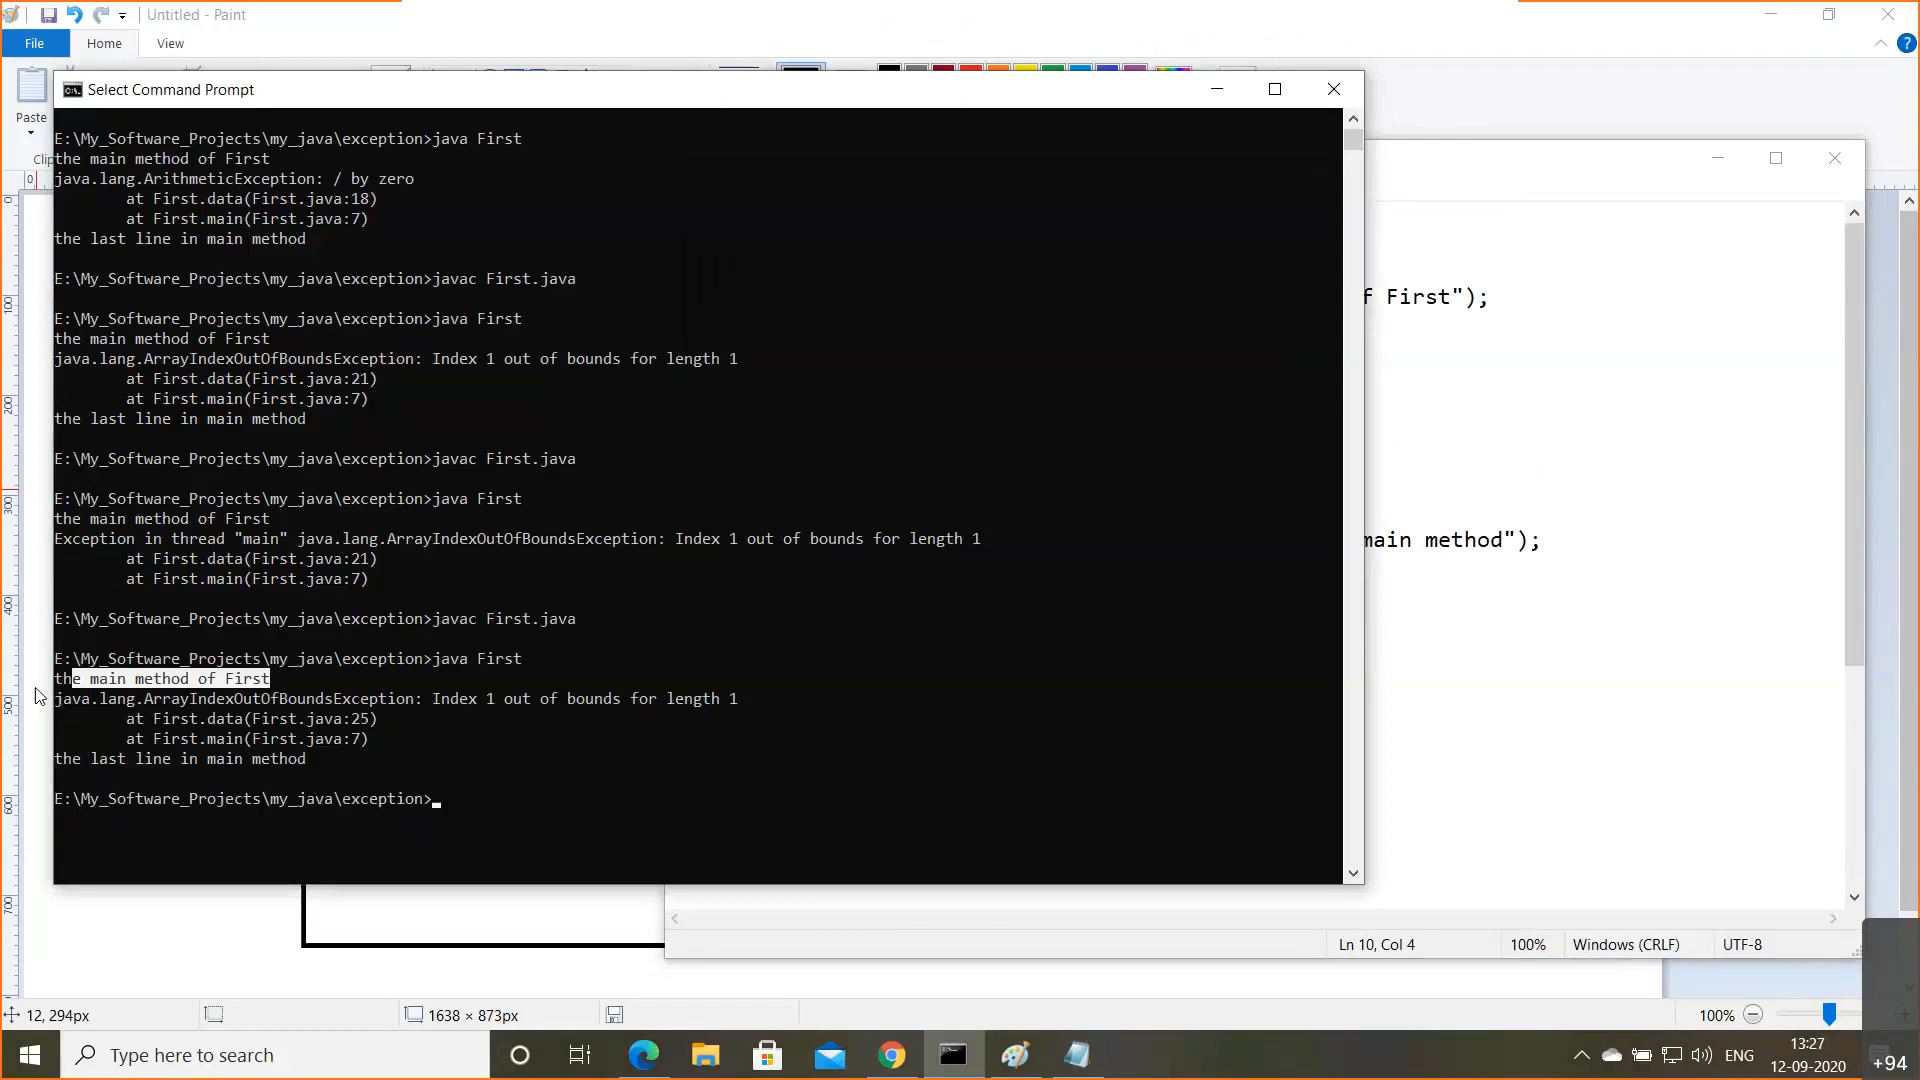 Untitled - Paint
File
Home
View
Paste
Select Command Prompt
E:\My_Software_Projects\my_java\exception>java First
the main method of First
java.lang.ArithmeticException: / by zero
at First.data(First.java:18)
at First.main(First.java:7)
the last line in main method
E:\My_Software_Projects\my_java\exception>javac First.java
E:\My_Software_Projects\my_java\exception>java First
the main method of First
java.lang.ArrayIndexOutOfBoundsException: Index 1 out of bounds for length 1
at First.data(First.java:21)
at First.main(First.java:7)
the last line in main method
E:\My_Software_Projects\my_java\exception>javac First.java
E:\My_Software_Projects\my_java\exception>java First
the main method of First
Exception in thread "main" java.lang.ArrayIndexOutOfBoundsException: Index 1 out of bounds for length 1
at First.data(First.java:21)
at First.main(First.java:7)
E:\My_Software_Projects\my_java\exception>javac First.java
E:\My_Software_Projects\my_java\exception>java First
the main method of First
java.lang.ArrayIndexOutOfBoundsException: Index 1 out of bounds for length 1
at First.data(First.java:25)
at First.main(First.java:7)
the last line in main method
E:\My_Software_Projects\my_java\exception>
f First");
main method");
Ln 10, Col 4
100%
Windows (CRLF)
UTF-8
0
100
200
300
400
500
600
700
12, 294px
1638 × 873px
100%
Type here to search
ENG
13:27
12-09-2020
+94